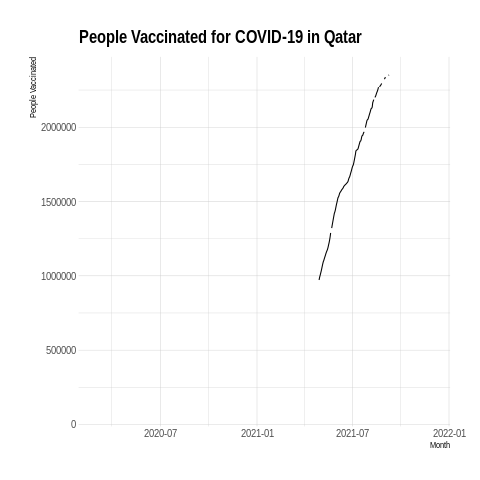 People Vaccinated for COVID-19 in Qatar
People Vaccinated
2000000
1500000
1000000
500000
0
2020-07 2021-01 2021-07 2022-01
Month